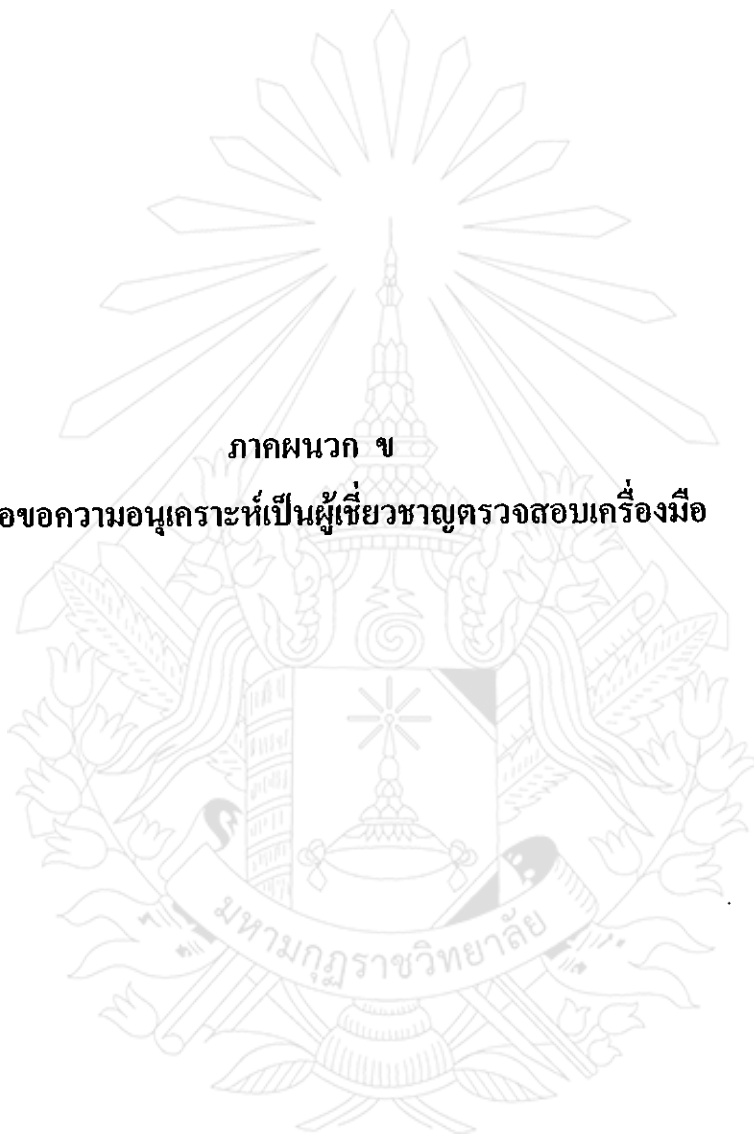 ภาคผนวก ข
อขอความอนุเคราะห์เป็นผู้เชี่ยวชาญตรวจสอบเครื่องมือ
มหามกุฏราชวิทยาลัย